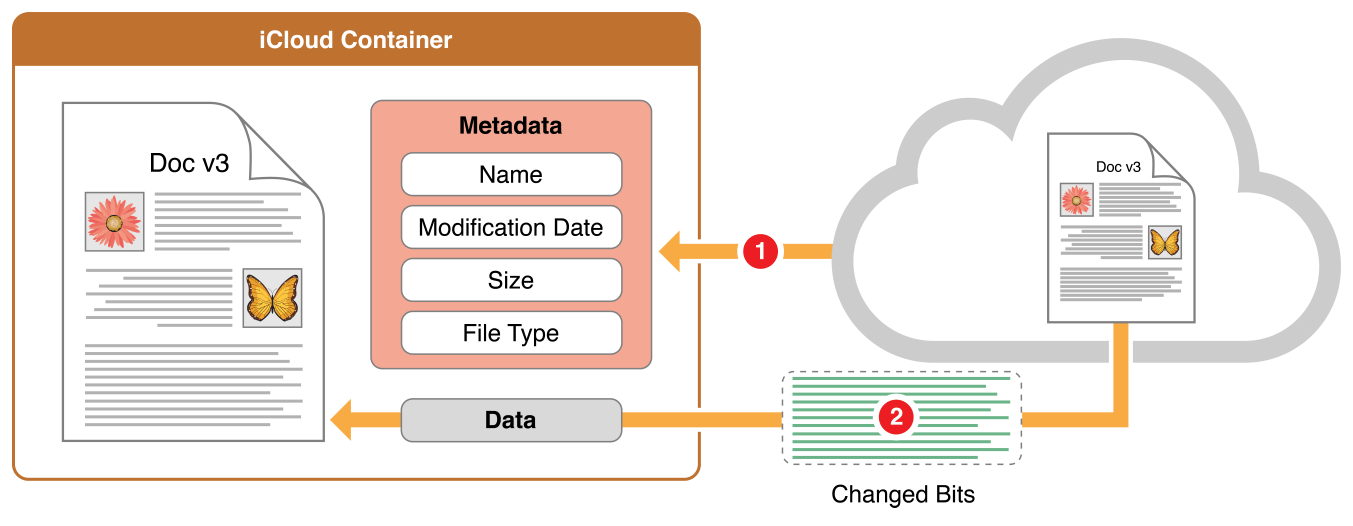 iCloud Container
Doc v3
Metadata
Name
Modification Date
Size
File Type
Data
1
Doc v3
2
Changed Bits